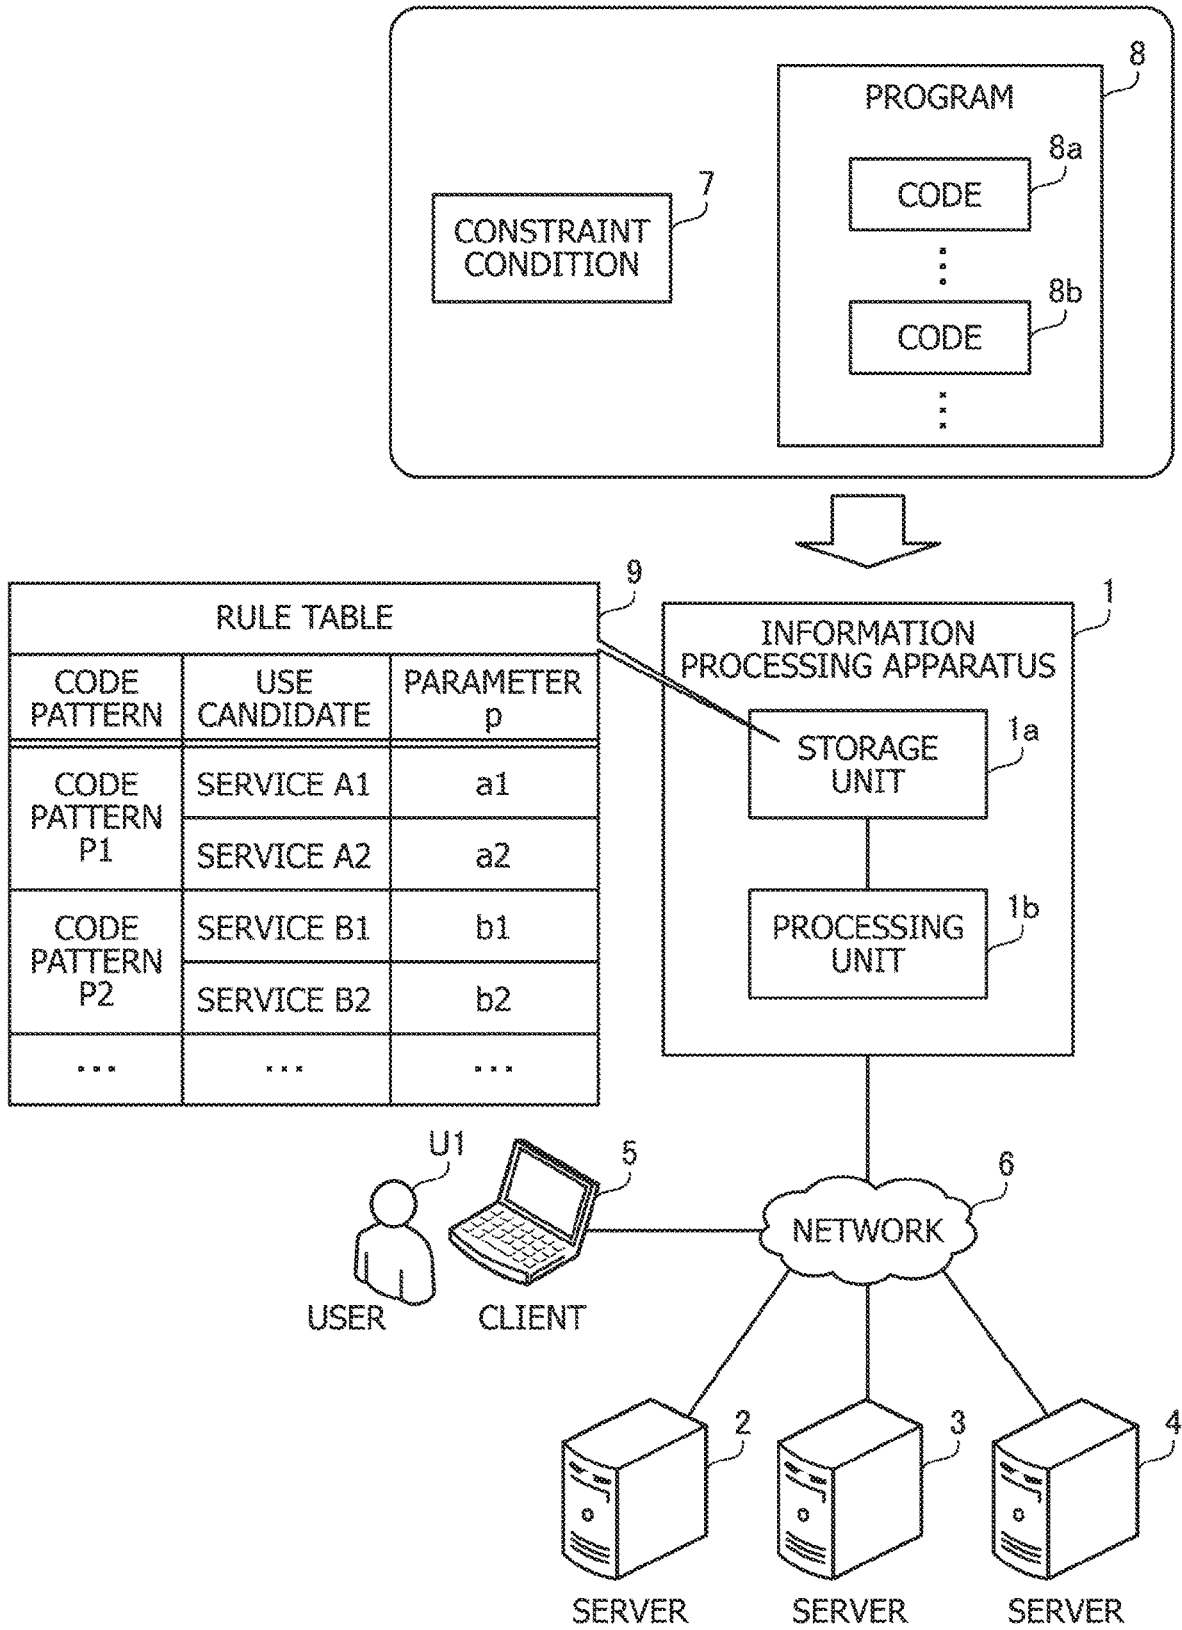 8
PROGRAM
8a
CODE
7
CONSTRAINT
CONDITION
8b
CODE
9
RULE TABLE
CODE
PATTERN
USE
CANDIDATE
PARAMETER
p
CODE
PATTERN
P1
SERVICE A1
a1
SERVICE A2
a2
CODE
PATTERN
P2
SERVICE B1
b1
SERVICE B2
b2
... ... ...
1
INFORMATION
PROCESSING APPARATUS
1a
STORAGE
UNIT
1b
PROCESSING
UNIT
U1
USER
5
CLIENT
6
NETWORK
2
SERVER
3
SERVER
4
SERVER